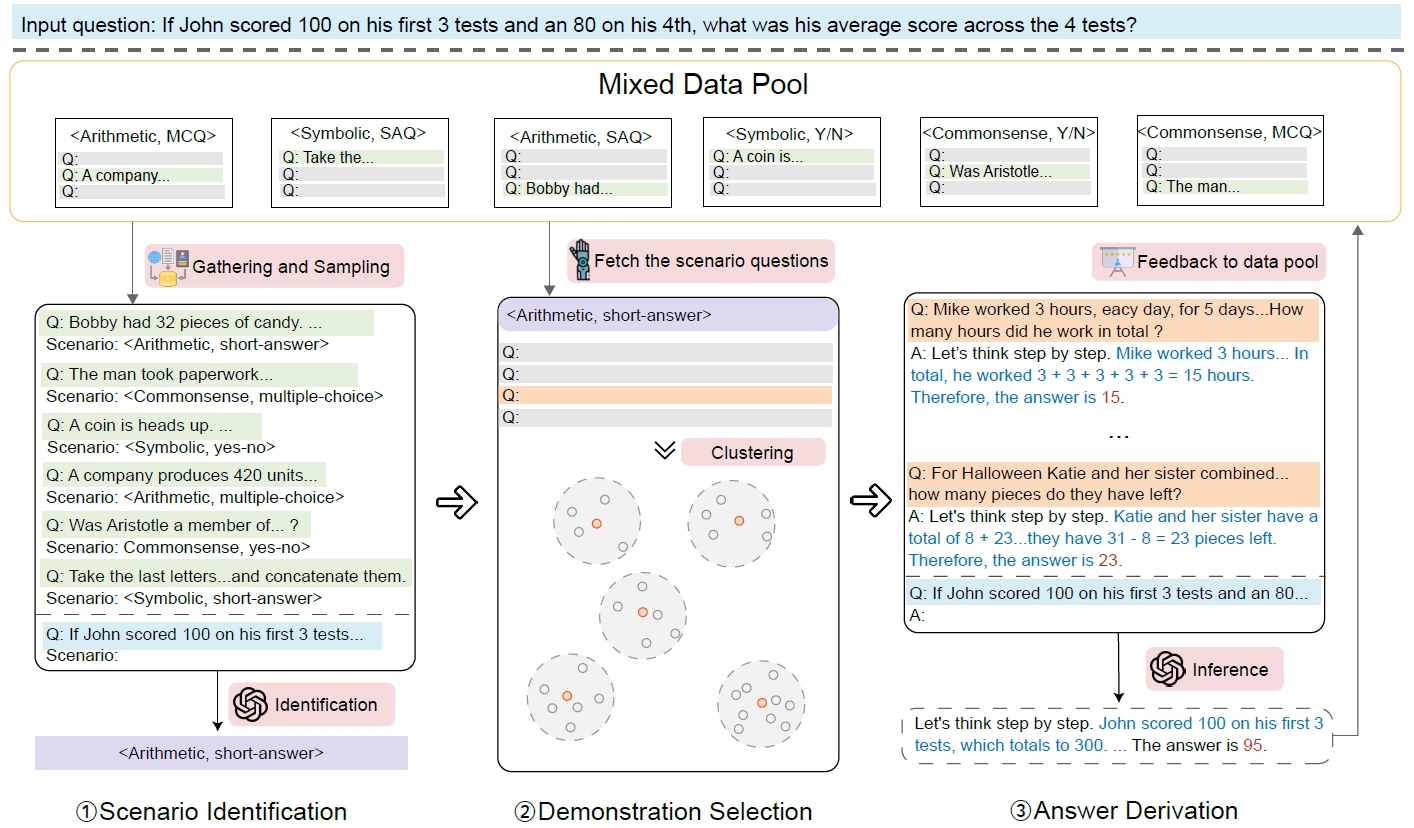 Input question: If John scored 100 on his first 3 tests and an 80 on his 4th, what was his average score across the 4 tests?
Mixed Data Pool
<Arithmetic, MCQ>
Q:
Q: A company...
Q:
<Symbolic, SAQ>
Q: Take the...
Q:
Q:
<Arithmetic, SAQ>
Q:
Q:
Q: Bobby had...
<Symbolic, Y/N>
Q: A coin is...
Q:
Q:
<Commonsense, Y/N>
Q:
Q: Was Aristotle...
Q:
<Commonsense, MCQ>
Q:
Q:
Q: The man...
Gathering and Sampling
Q: Bobby had 32 pieces of candy. ...
Scenario: <Arithmetic, short-answer>
Q: The man took paperwork...
Scenario: <Commonsense, multiple-choice>
Q: A coin is heads up. ...
Scenario: <Symbolic, yes-no>
Q: A company produces 420 units...
Scenario: <Arithmetic, multiple-choice>
Q: Was Aristotle a member of... ?
Scenario: Commonsense, yes-no>
Q: Take the last letters...and concatenate them.
Scenario: <Symbolic, short-answer>
Q: If John scored 100 on his first 3 tests...
Scenario:
Identification
<Arithmetic, short-answer>
①Scenario Identification
Fetch the scenario questions
<Arithmetic, short-answer>
Q:
Q:
Q:
Q:
Clustering
②Demonstration Selection
Feedback to data pool
Q: Mike worked 3 hours, eacy day, for 5 days...How
many hours did he work in total ?
A: Let's think step by step. Mike worked 3 hours... In
total, he worked 3 + 3 + 3 + 3 + 3 = 15 hours.
Therefore, the answer is 15.
...
Q: For Halloween Katie and her sister combined...
how many pieces do they have left?
A: Let's think step by step. Katie and her sister have a
total of 8 + 23...they have 31 - 8 = 23 pieces left.
Therefore, the answer is 23.
Q: If John scored 100 on his first 3 tests and an 80...
A:
Inference
Let's think step by step. John scored 100 on his first 3
tests, which totals to 300. ... The answer is 95.
③Answer Derivation